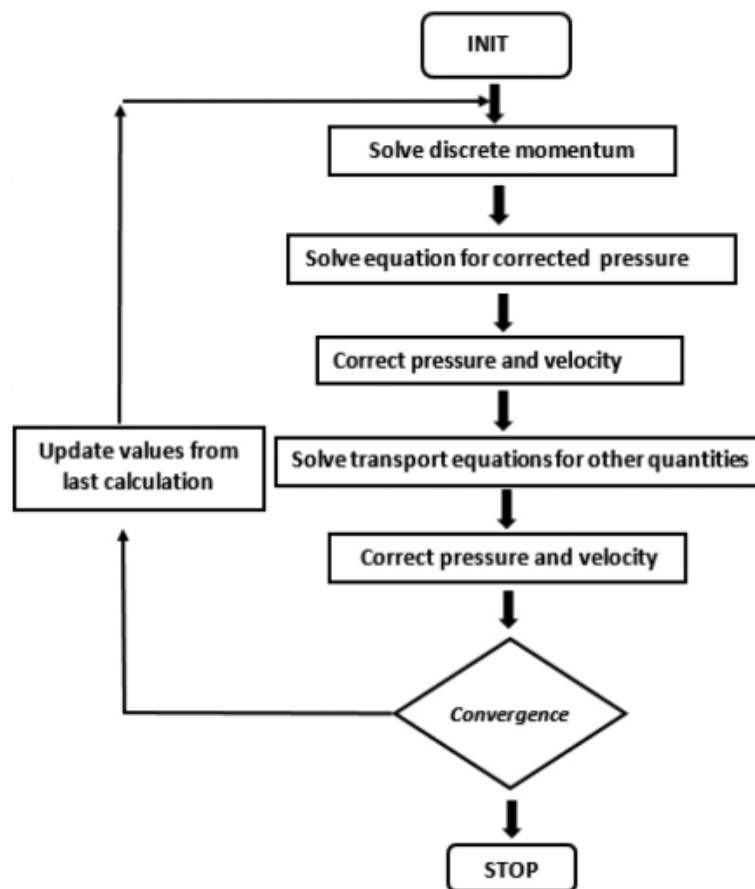 INIT
Solve discrete momentum
Solve equation for corrected pressure
Correct pressure and velocity
Update values from
last calculation
Solve transport equations for other quantities
Correct pressure and velocity
Convergence
STOP